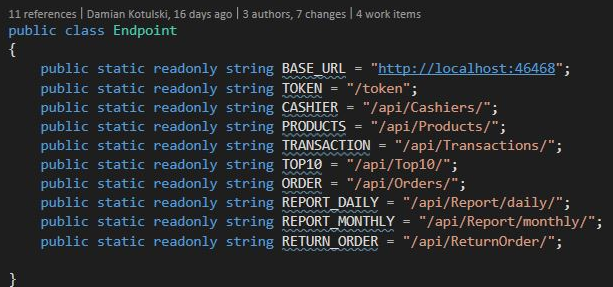 11 references | Damian Kotulski, 16 days ago | 3 authors, 7 changes | 4 work items
public class Endpoint
{
    public static readonly string BASE_URL = "http://localhost:46468";
    public static readonly string TOKEN = "/token";
    public static readonly string CASHIER = "/api/Cashiers/";
    public static readonly string PRODUCTS = "/api/Products/";
    public static readonly string TRANSACTION = "/api/Transactions/";
    public static readonly string TOP10 = "/api/Top10/";
    public static readonly string ORDER = "/api/Orders/";
    public static readonly string REPORT_DAILY = "/api/Report/daily/";
    public static readonly string REPORT_MONTHLY = "/api/Report/monthly/";
    public static readonly string RETURN_ORDER = "/api/ReturnOrder/";
}